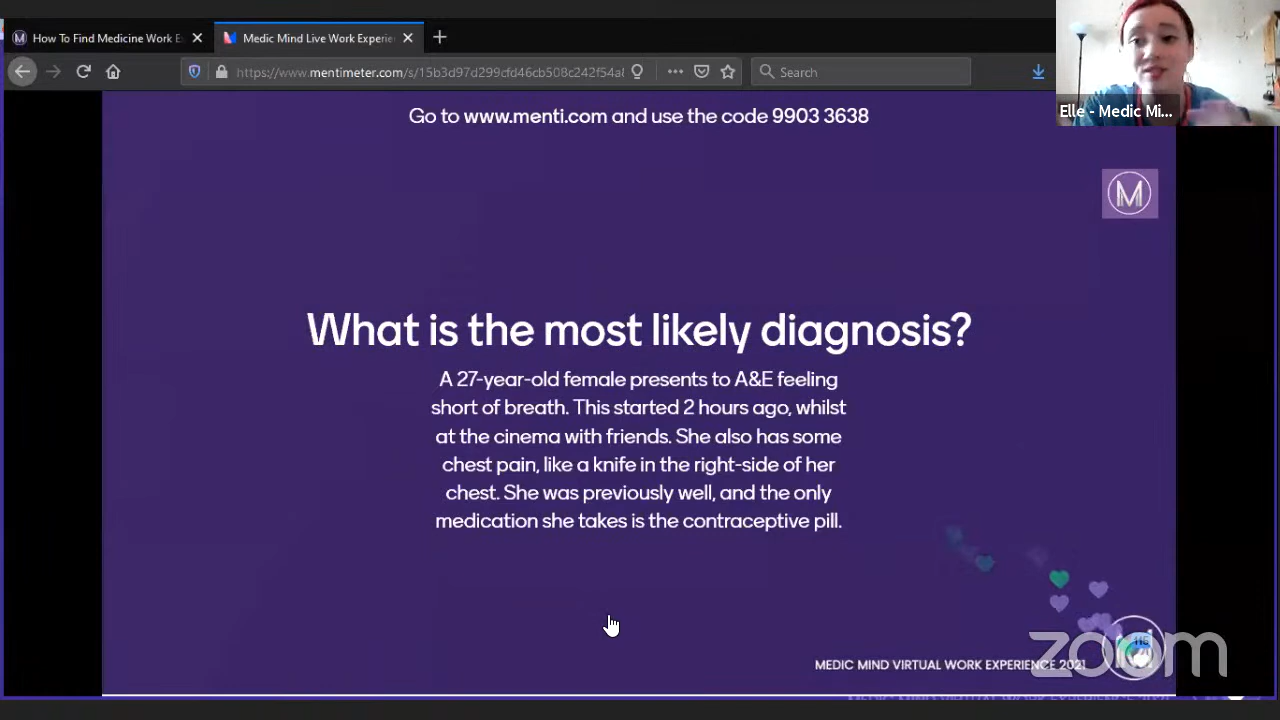 How To Find Medicine Work E
Medic Mind Live Work Experie
https://www.mentimeter.com/s/15b3d97d299cfd46cb508c242f54a8
Search
Elle - Medic Mi...
Go to www.menti.com and use the code 9903 3638
M
What is the most likely diagnosis?
A 27-year-old female presents to A&E feeling
short of breath. This started 2 hours ago, whilst
at the cinema with friends. She also has some
chest pain, like a knife in the right-side of her
chest. She was previously well, and the only
medication she takes is the contraceptive pill.
MEDIC MIND VIRTUAL WORK EXPERIENCE 2021
zoom